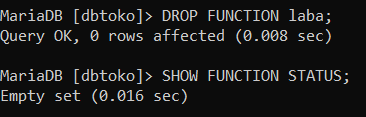 MariaDB [dbtoko]> DROP FUNCTION laba;
Query OK, 0 rows affected (0.008 sec)
MariaDB [dbtoko]> SHOW FUNCTION STATUS;
Empty set (0.016 sec)